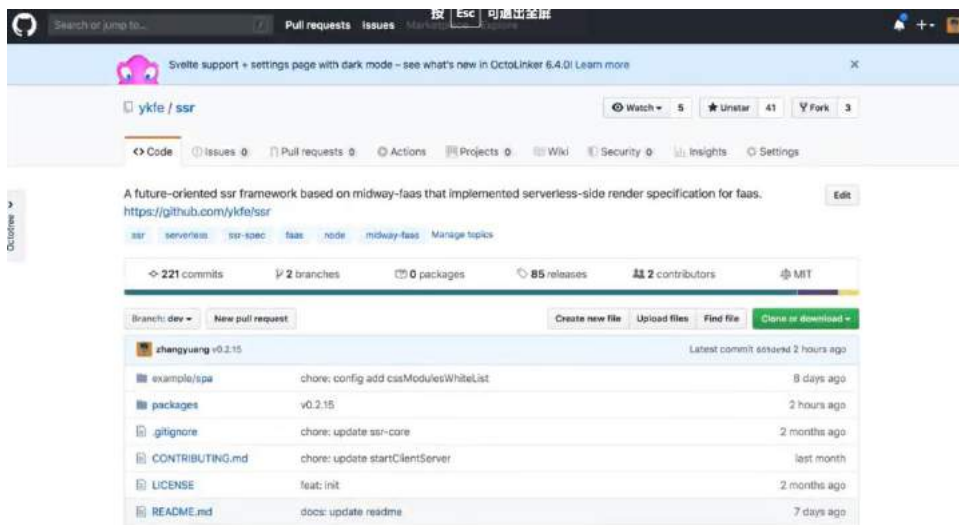 按 Esc 可退出全屏
Search or jump to...
/
Pull requests Issues Marketplace Explore
Svelte support + settings page with dark mode – see what's new in OctoLinker 6.4.0! Learn more
ykfe / ssr
Watch 5
Unstar 41
Fork 3
Code
Issues 0
Pull requests 0
Actions
Projects 0
Wiki
Security 0
Insights
Settings
A future-oriented ssr framework based on midway-faas that implemented serverless-side render specification for faas.
Edit
https://github.com/ykfe/ssr
Octotree
ssr serverless ssr-spec faas node midway-faas Manage topics
221 commits
2 branches
0 packages
85 releases
2 contributors
MIT
Branch: dev
New pull request
Create new file
Upload files
Find file
Clone or download
zhangyuang v0.2.15
Latest commit 2 hours ago
example/spa chore: config add cssModulesWhiteList 8 days ago
packages v0.2.15 2 hours ago
.gitignore chore: update ssr-core 2 months ago
CONTRIBUTING.md chore: update startClientServer last month
LICENSE feat: init 2 months ago
README.md docs: update readme 7 days ago